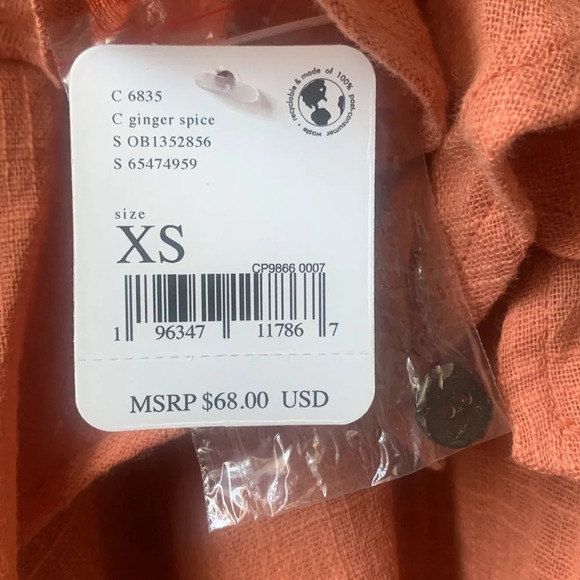 C 6835
C ginger spice
S OB1352856
S 65474959
recyclable & made of 100% post-consumer waste •
size
XS
CP9866 0007
1 96347 11786 7
MSRP $68.00 USD